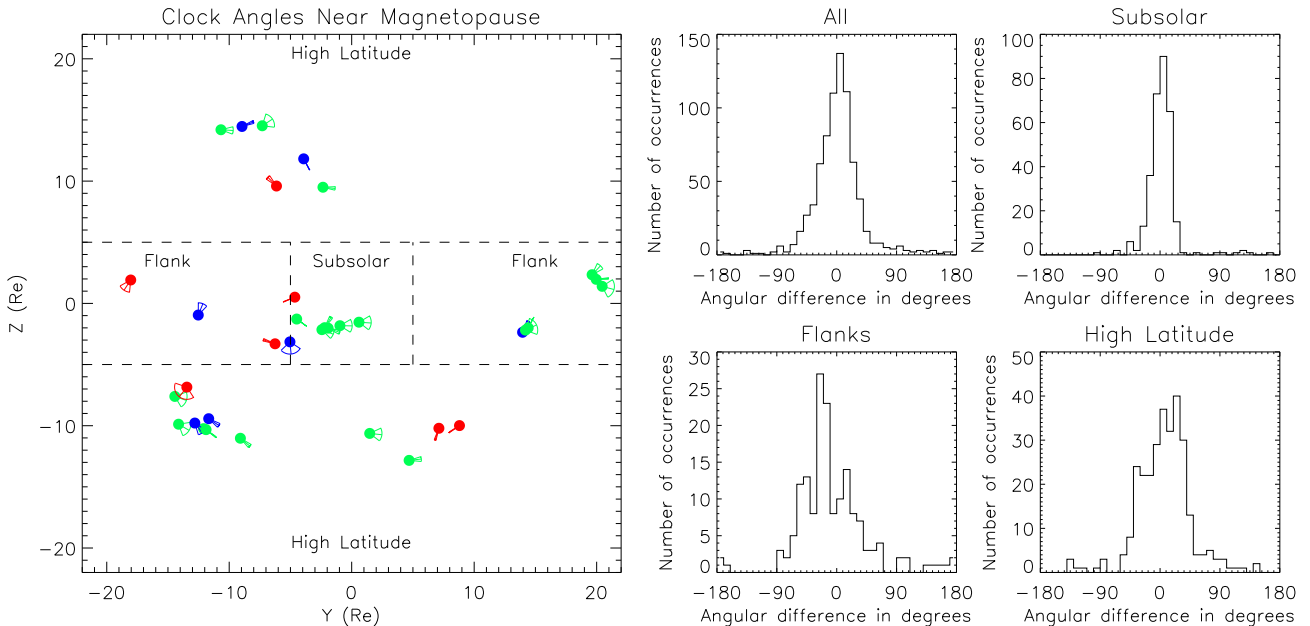 Clock Angles Near Magnetopause
High Latitude
Flank
Subsolar
Flank
High Latitude
20
10
0
-10
-20
Z (Re)
-20
-10
0
10
20
Y (Re)
All
150
100
50
0
Number of occurrences
-180
-90
0
90
180
Angular difference in degrees
Subsolar
100
80
60
40
20
0
Number of occurrences
-180
-90
0
90
180
Angular difference in degrees
Flanks
30
25
20
15
10
5
0
Number of occurrences
-180
-90
0
90
180
Angular difference in degrees
High Latitude
50
40
30
20
10
0
Number of occurrences
-180
-90
0
90
180
Angular difference in degrees